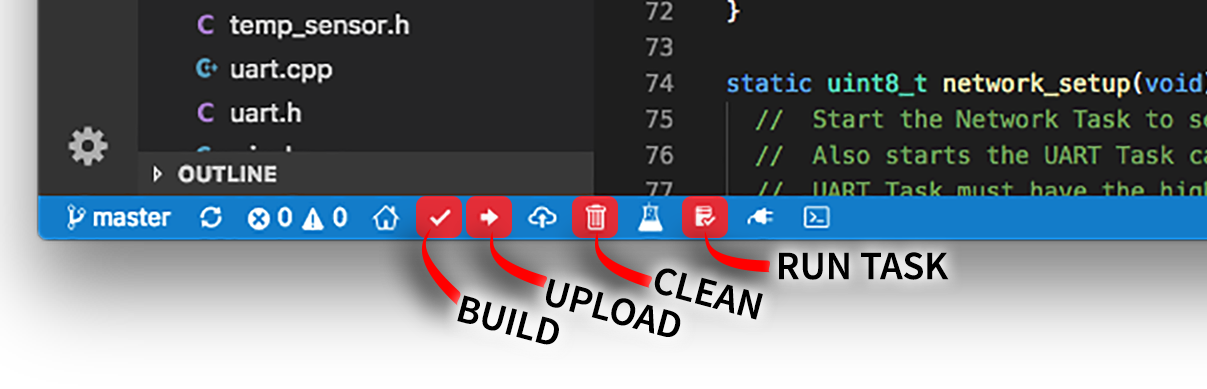 temp_sensor.h
uart.cpp
uart.h
OUTLINE
72 }
73
74 static uint8_t network_setup(void)
75 // Start the Network Task to s
76 // Also starts the UART Task ca
77 // UART Task must have the hig
master 0 0
BUILD
UPLOAD
CLEAN
RUN TASK